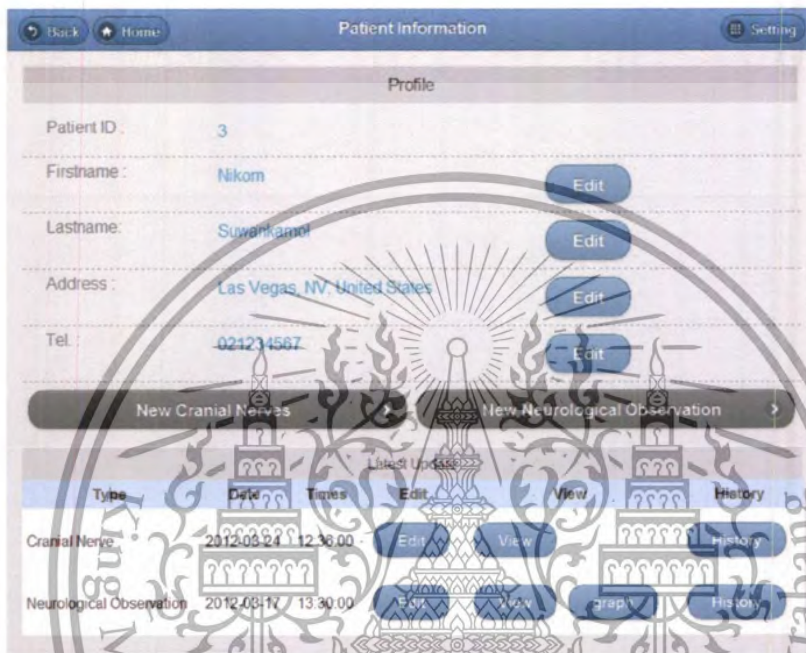 Back Home Patient Information Setting
Profile
Patient ID : 3
Firstname : Nikom Edit
Lastname: Suwankamol Edit
Address : Las Vegas, NV, United States Edit
Tel. : 021234567 Edit
New Cranial Nerves New Neurological Observation
Latest Update
Type Date Times Edit View History
Cranial Nerve 2012-03-24 12:36:00 Edit View History
Neurological Observation 2012-03-17 13:30:00 Edit View graph History
King M